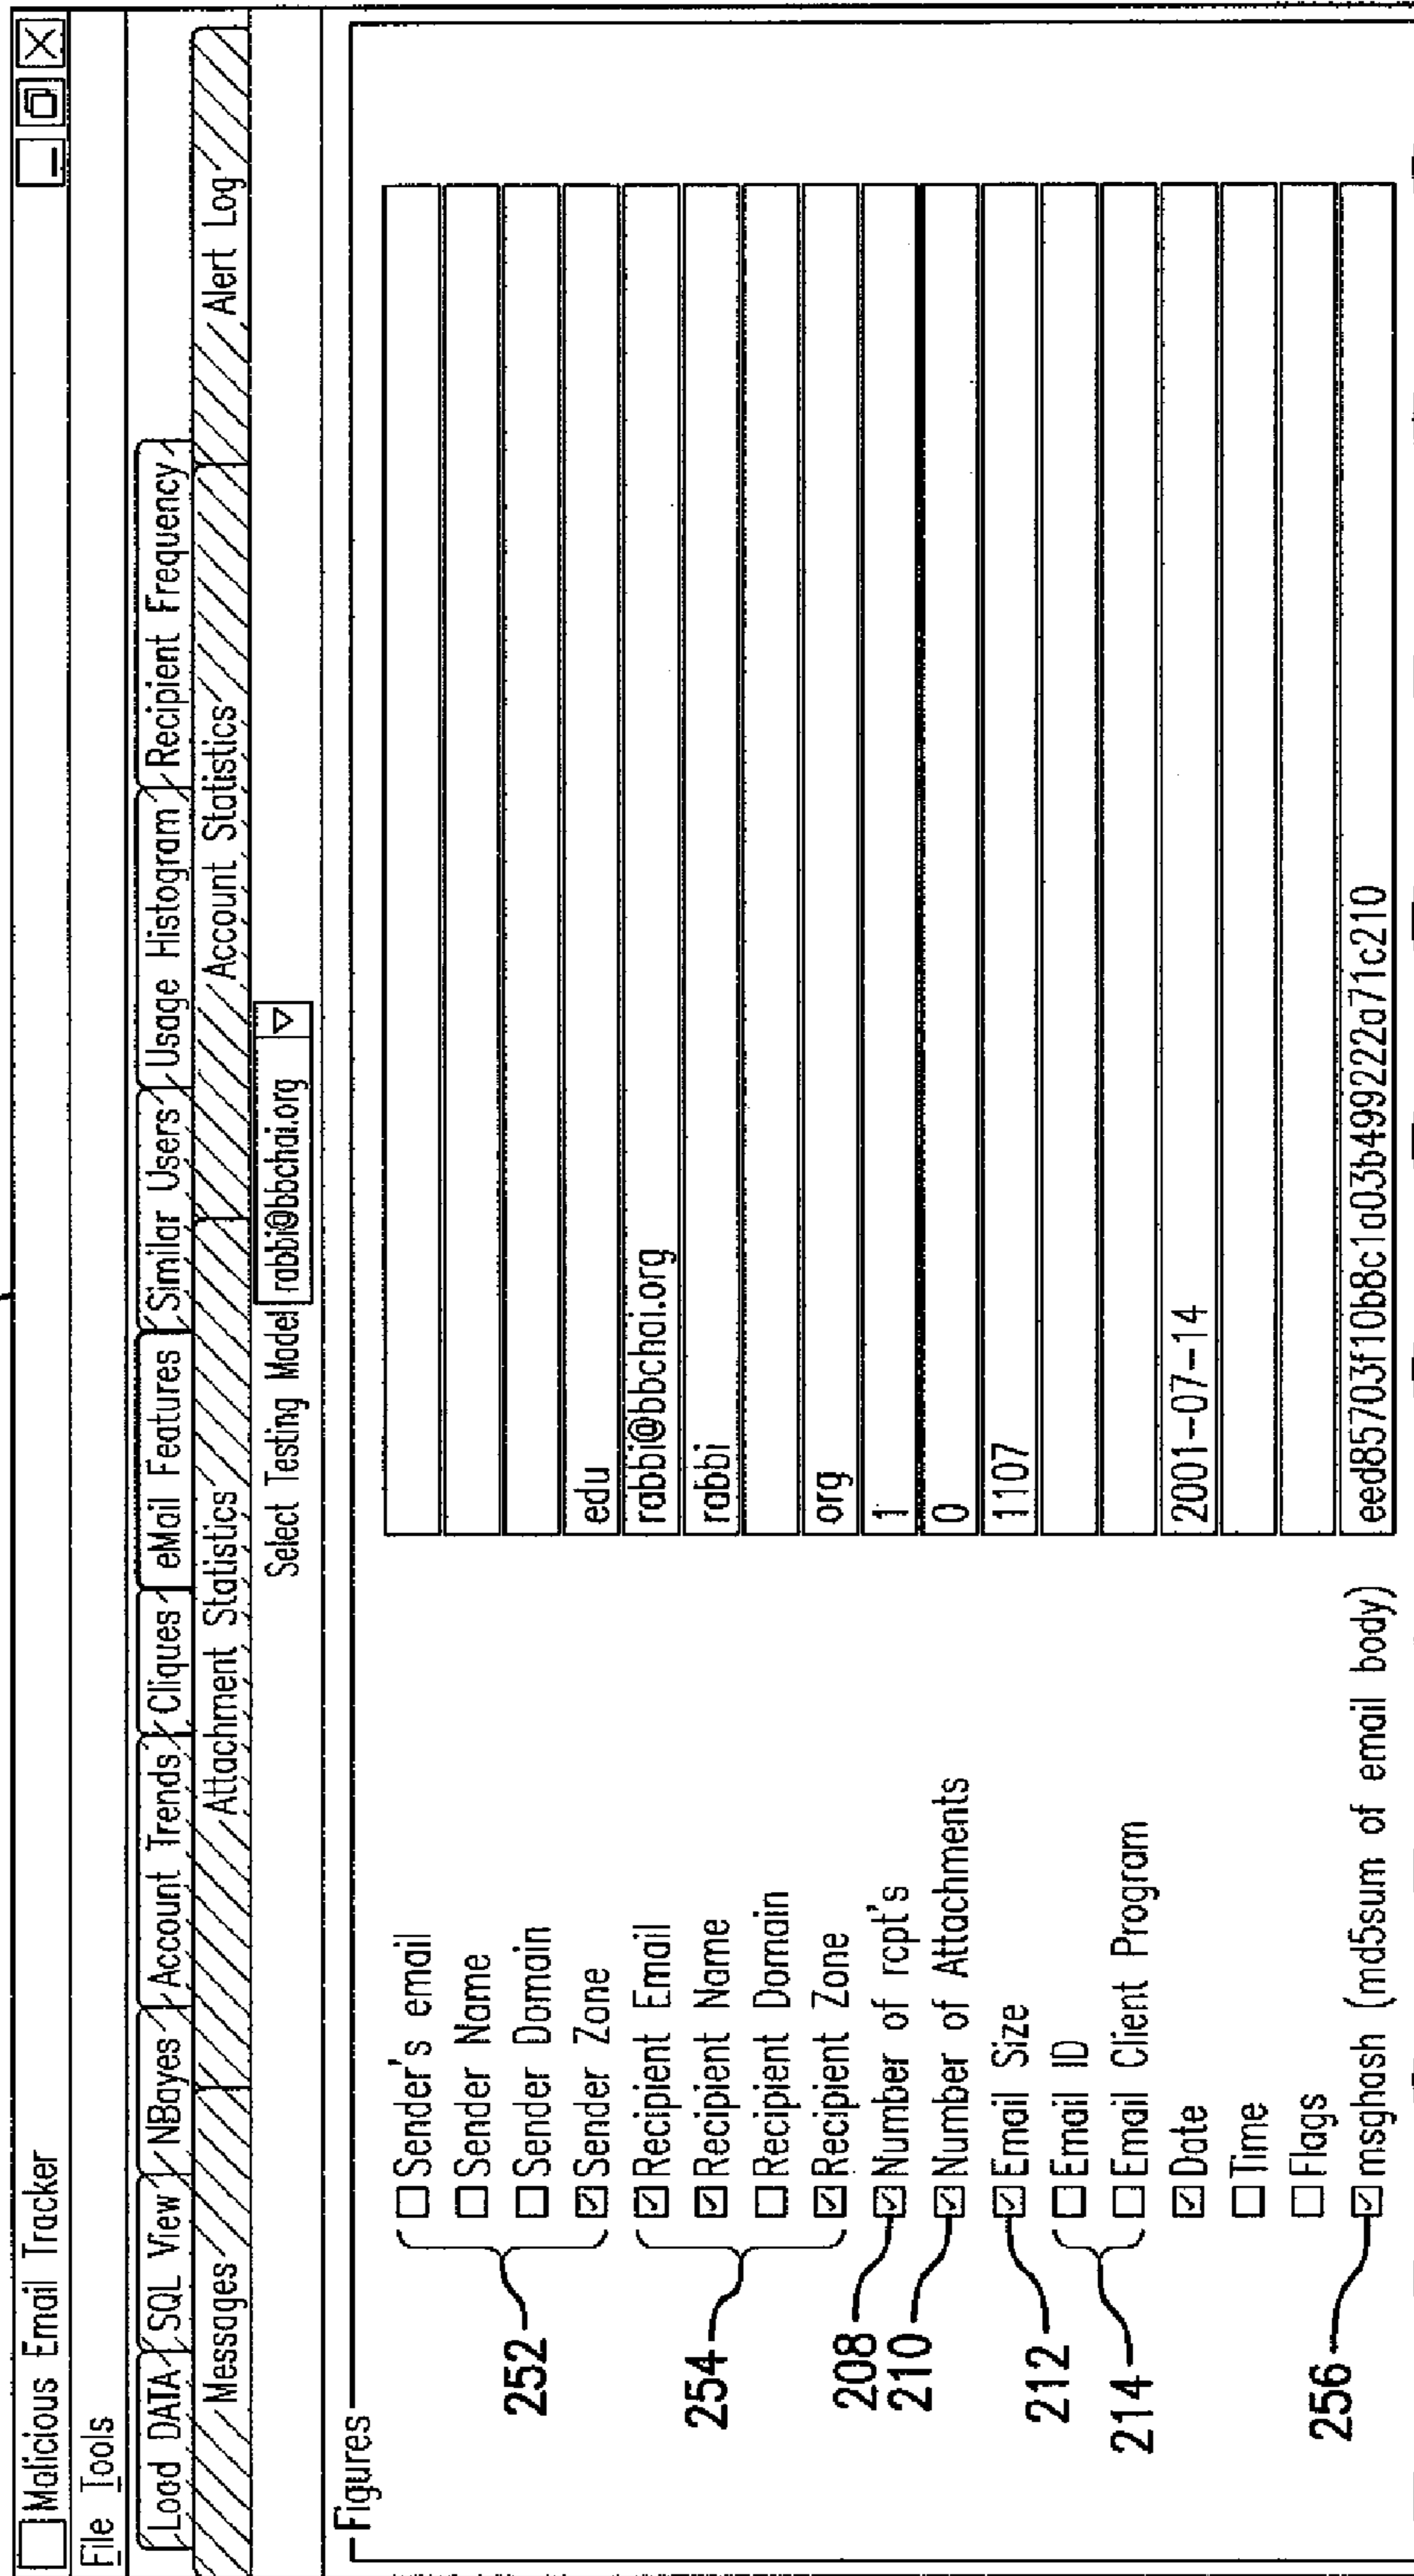 Malicious Email Tracker
File Tools
Load DATA SQL View NBayes Account Trends Cliques eMail Features Similar Users Usage Histogram Recipient Frequency
Messages Attachment Statistics Account Statistics Alert Log
Select Testing Model rabbi@bbchai.org
Figures
Sender's email
Sender Name
Sender Domain
252
Sender Zone edu
Recipient Email rabbi@bbchai.org
Recipient Name rabbi
254
Recipient Domain
Recipient Zone org
208 Number of rcpt's 1
210 Number of Attachments 0
212 Email Size 1107
Email ID
214
Email Client Program
Date 2001-07-14
Time
Flags
256 msghash (md5sum of email body) eed85703f10b8c1a03b499222a71c210